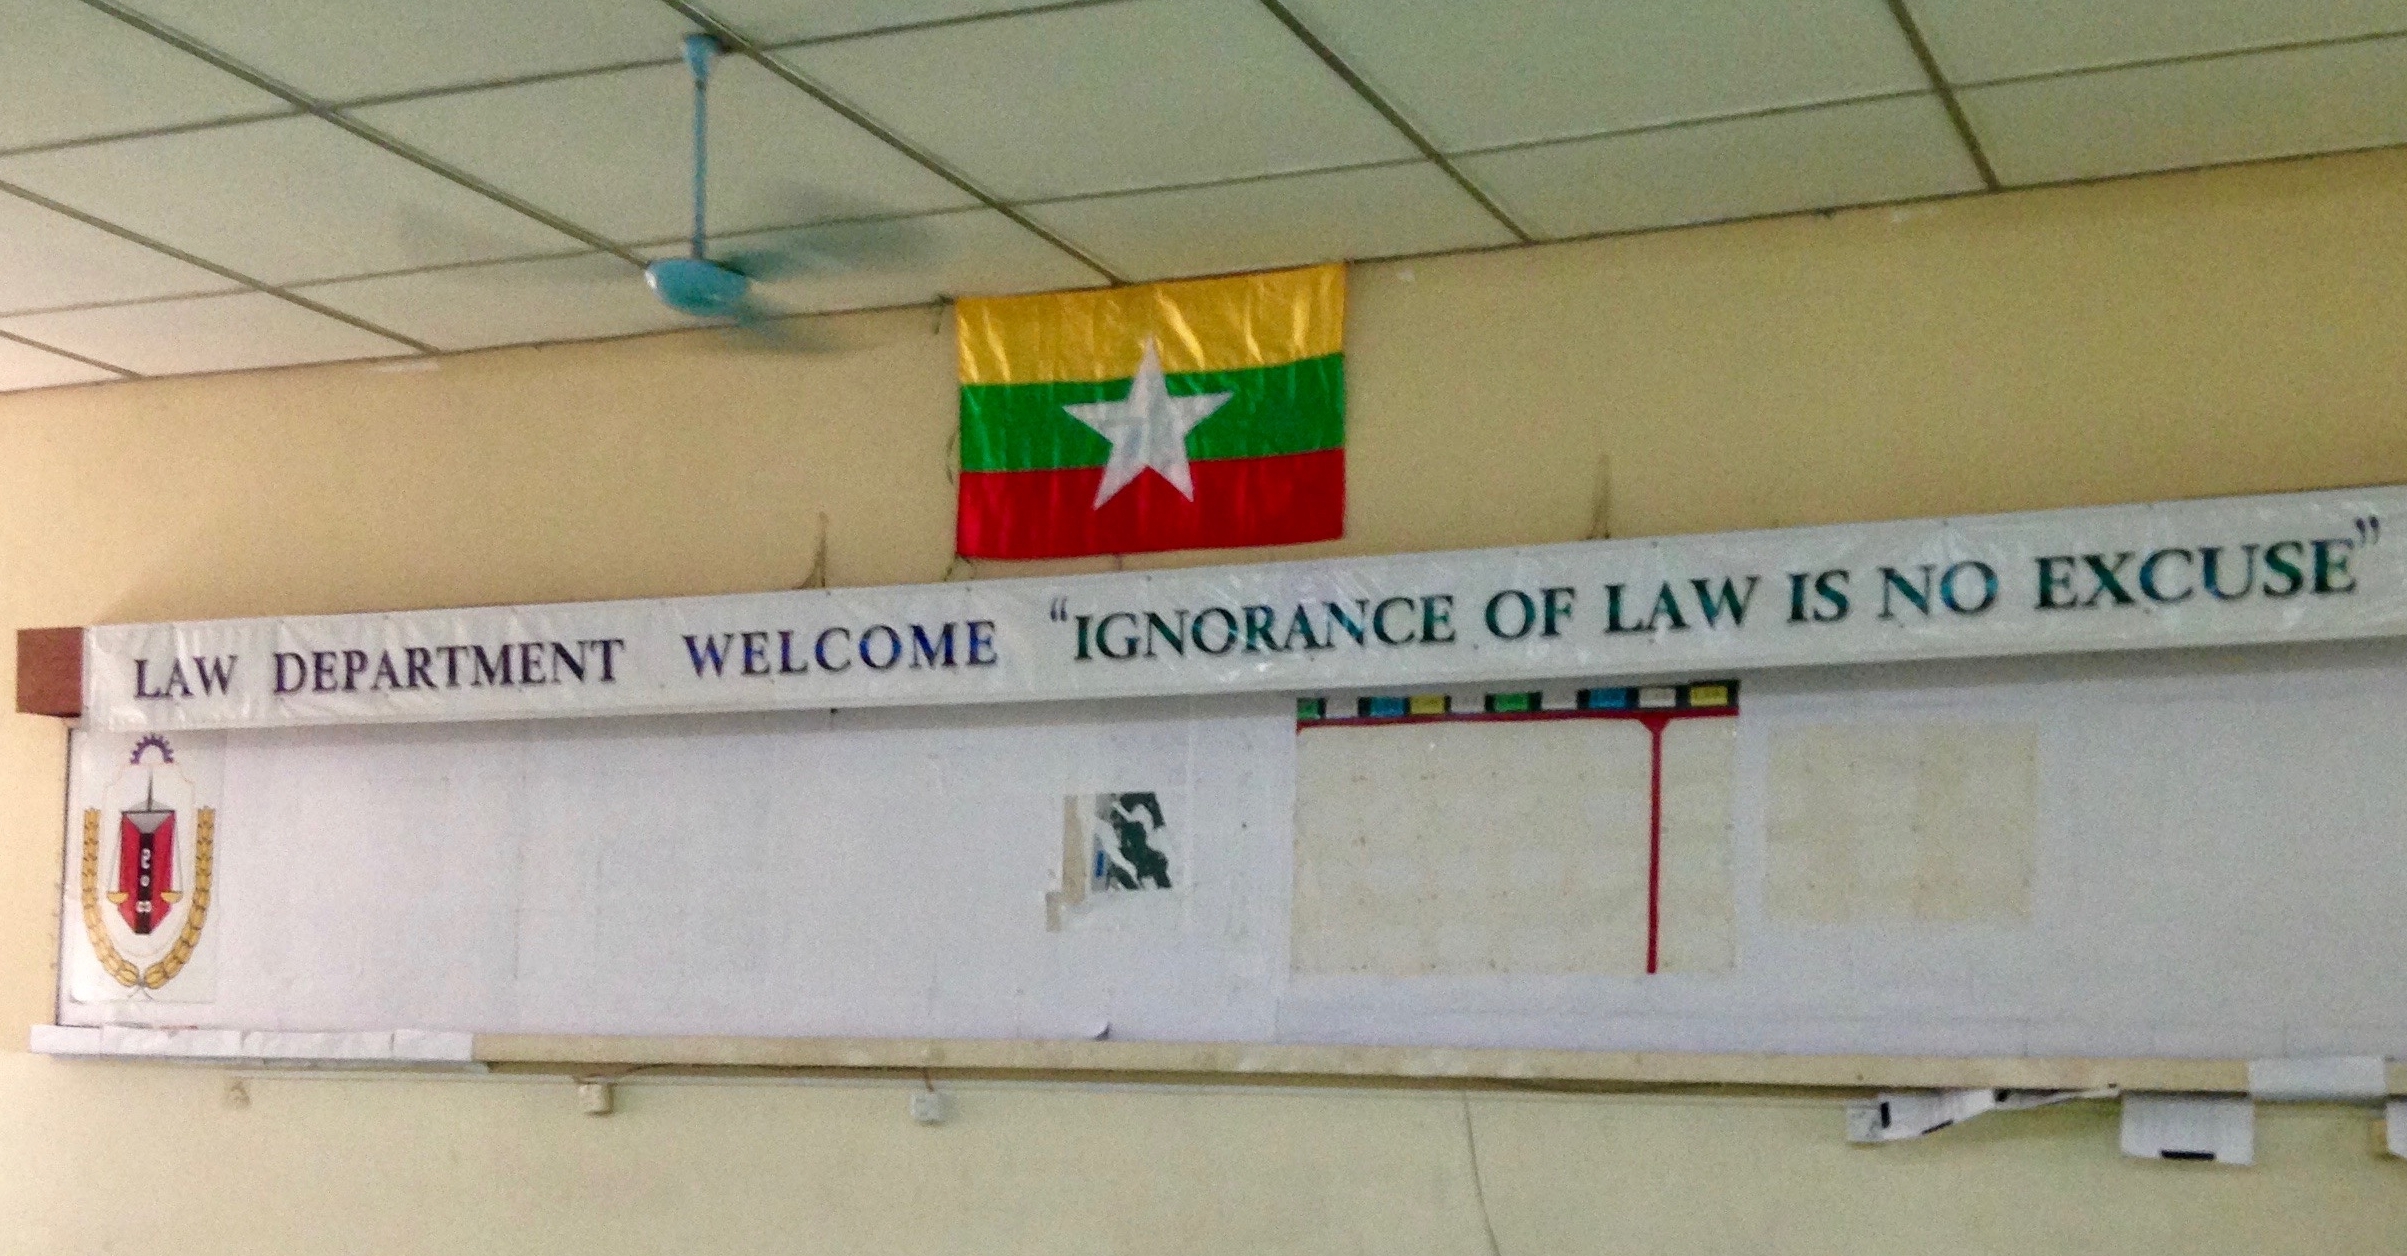 LAW DEPARTMENT WELCOME “IGNORANCE OF LAW IS NO EXCUSE”